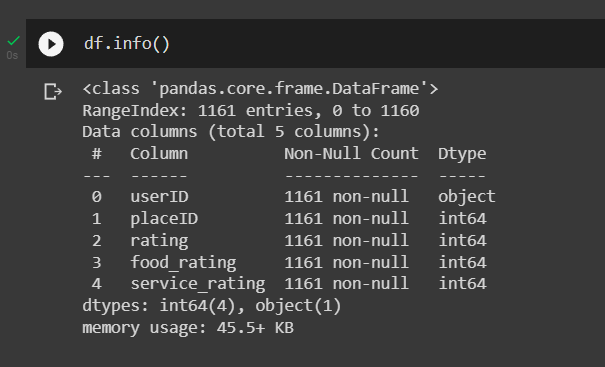 df.info()
0s
<class 'pandas.core.frame.DataFrame'>
RangeIndex: 1161 entries, 0 to 1160
Data columns (total 5 columns):
 #   Column          Non-Null Count  Dtype
---  ------          --------------  -----
 0   userID          1161 non-null   object
 1   placeID         1161 non-null   int64
 2   rating          1161 non-null   int64
 3   food_rating     1161 non-null   int64
 4   service_rating  1161 non-null   int64
dtypes: int64(4), object(1)
memory usage: 45.5+ KB